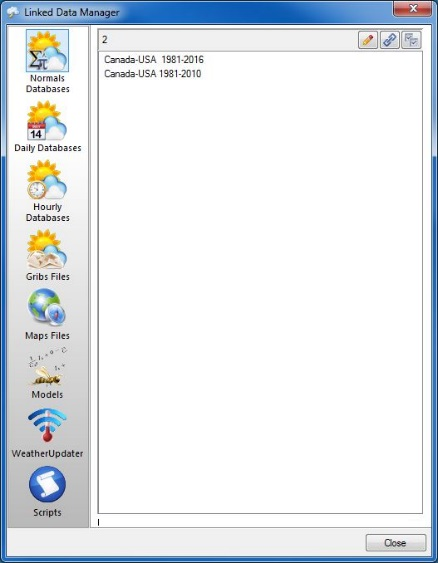 Linked Data Manager
2
Canada-USA  1981-2016
Canada-USA 1981-2010
Normals
Databases
14
Daily Databases
Hourly
Databases
Gribs Files
Maps Files
Models
WeatherUpdater
Scripts
Close